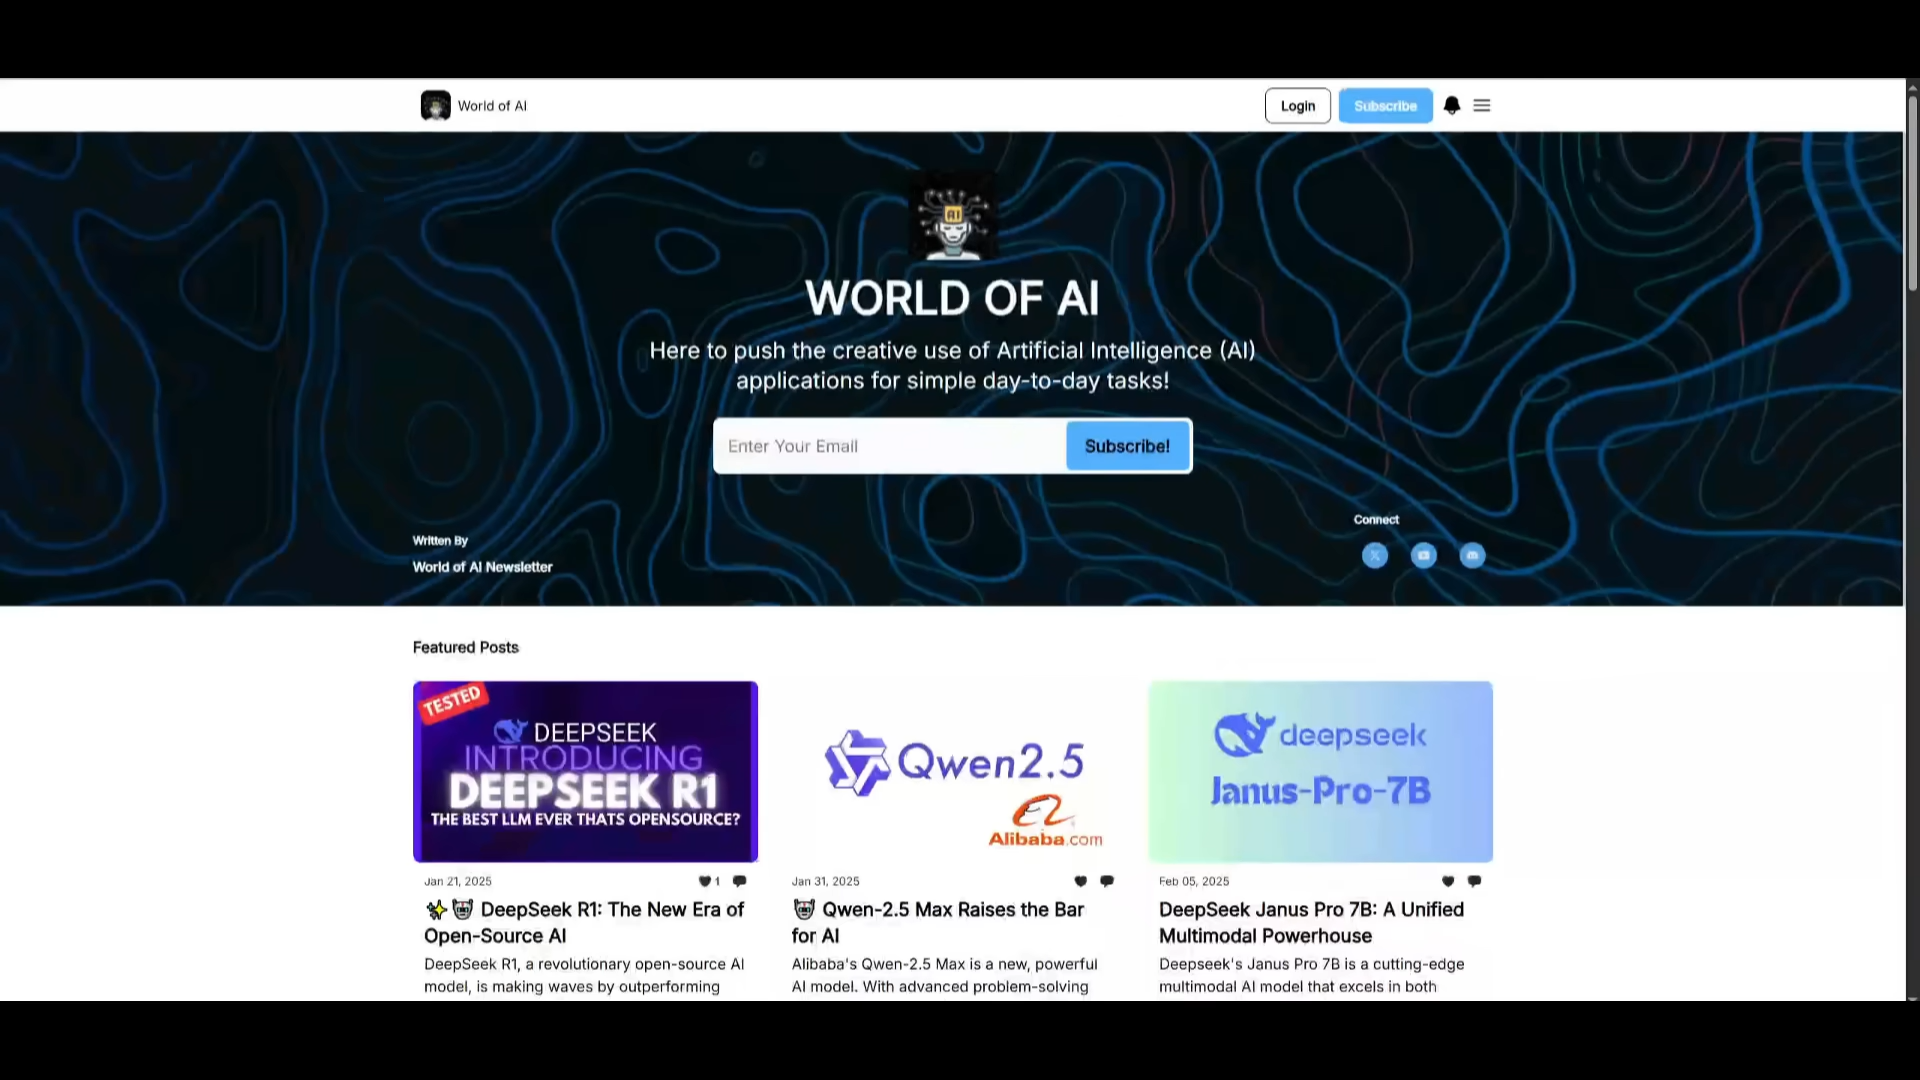 World of AI
Login
Subscribe
AI
WORLD OF AI
Here to push the creative use of Artificial Intelligence (AI)
applications for simple day-to-day tasks!
Enter Your Email
Subscribe!
Connect
Written By
World of AI Newsletter
Featured Posts
TESTED
DEEPSEEK
INTRODUCING
DEEPSEEK R1
THE BEST LLM EVER THATS OPENSOURCE?
Qwen2.5
Alibaba.com
deepseek
Janus-Pro-7B
Jan 21, 2025
1
DeepSeek R1: The New Era of
Open-Source AI
DeepSeek R1, a revolutionary open-source AI
model, is making waves by outperforming
Jan 31, 2025
Qwen-2.5 Max Raises the Bar
for AI
Alibaba's Qwen-2.5 Max is a new, powerful
AI model. With advanced problem-solving
Feb 05, 2025
DeepSeek Janus Pro 7B: A Unified
Multimodal Powerhouse
Deepseek's Janus Pro 7B is a cutting-edge
multimodal AI model that excels in both